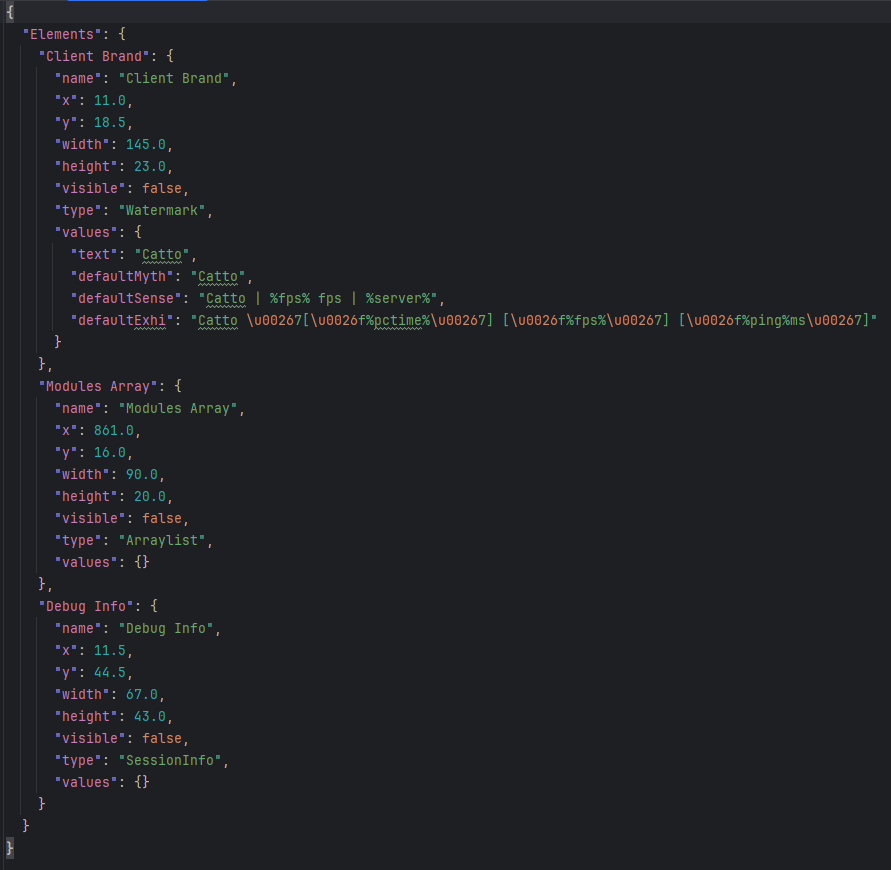 {
  "Elements": {
    "Client Brand": {
      "name": "Client Brand",
      "x": 11.0,
      "y": 18.5,
      "width": 145.0,
      "height": 23.0,
      "visible": false,
      "type": "Watermark",
      "values": {
        "text": "Catto",
        "defaultMyth": "Catto",
        "defaultSense": "Catto | %fps% fps | %server%",
        "defaultExhi": "Catto \u00267[\u0026f%pctime%\u00267] [\u0026f%fps%\u00267] [\u0026f%ping%ms\u00267]"
      }
    },
    "Modules Array": {
      "name": "Modules Array",
      "x": 861.0,
      "y": 16.0,
      "width": 90.0,
      "height": 20.0,
      "visible": false,
      "type": "Arraylist",
      "values": {}
    },
    "Debug Info": {
      "name": "Debug Info",
      "x": 11.5,
      "y": 44.5,
      "width": 67.0,
      "height": 43.0,
      "visible": false,
      "type": "SessionInfo",
      "values": {}
    }
  }
}